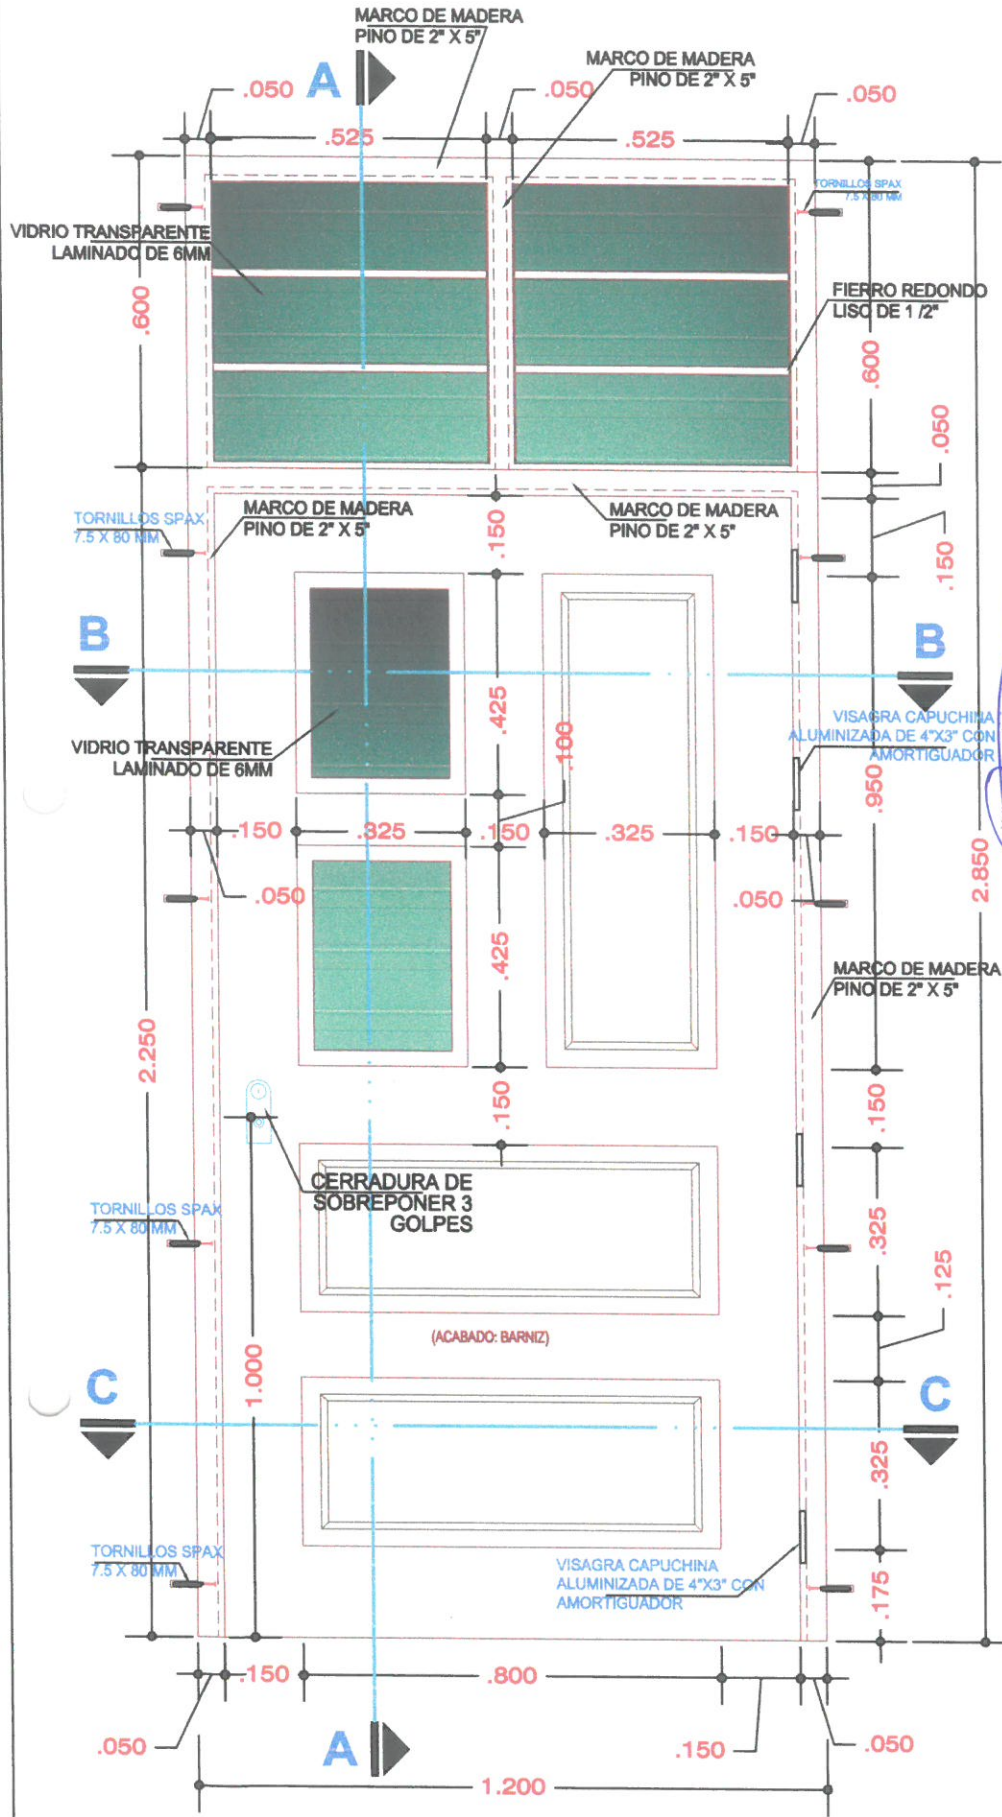 MARCO DE MADERA
PINO DE 2" X 5"
A
MARCO DE MADERA
PINO DE 2" X 5"
.050
.050
.050
.525
.525
TORNILLOS SPAX
7.5 X 80 MM
VIDRIO TRANSPARENTE
LAMINADO DE 6MM
FIERRO REDONDO
LISO DE 1 /2"
.600
.600
.050
MARCO DE MADERA
PINO DE 2" X 5"
MARCO DE MADERA
PINO DE 2" X 5"
TORNILLOS SPAX
7.5 X 80 MM
.150
.150
B
B
.425
VISAGRA CAPUCHINA
ALUMINIZADA DE 4"X3" CON
AMORTIGUADOR
VIDRIO TRANSPARENTE
LAMINADO DE 6MM
.100
.950
.150
.325
.150
.325
.150
.050
.050
2.850
.425
MARCO DE MADERA
PINO DE 2" X 5"
2.250
.150
.150
CERRADURA DE
SOBREPONER 3
GOLPES
TORNILLOS SPAX
7.5 X 80 MM
.325
.125
(ACABADO: BARNIZ)
1.000
C
C
.325
TORNILLOS SPAX
7.5 X 80 MM
VISAGRA CAPUCHINA
ALUMINIZADA DE 4"X3" CON
AMORTIGUADOR
.175
.150
.800
.050
.150
.050
A
1.200